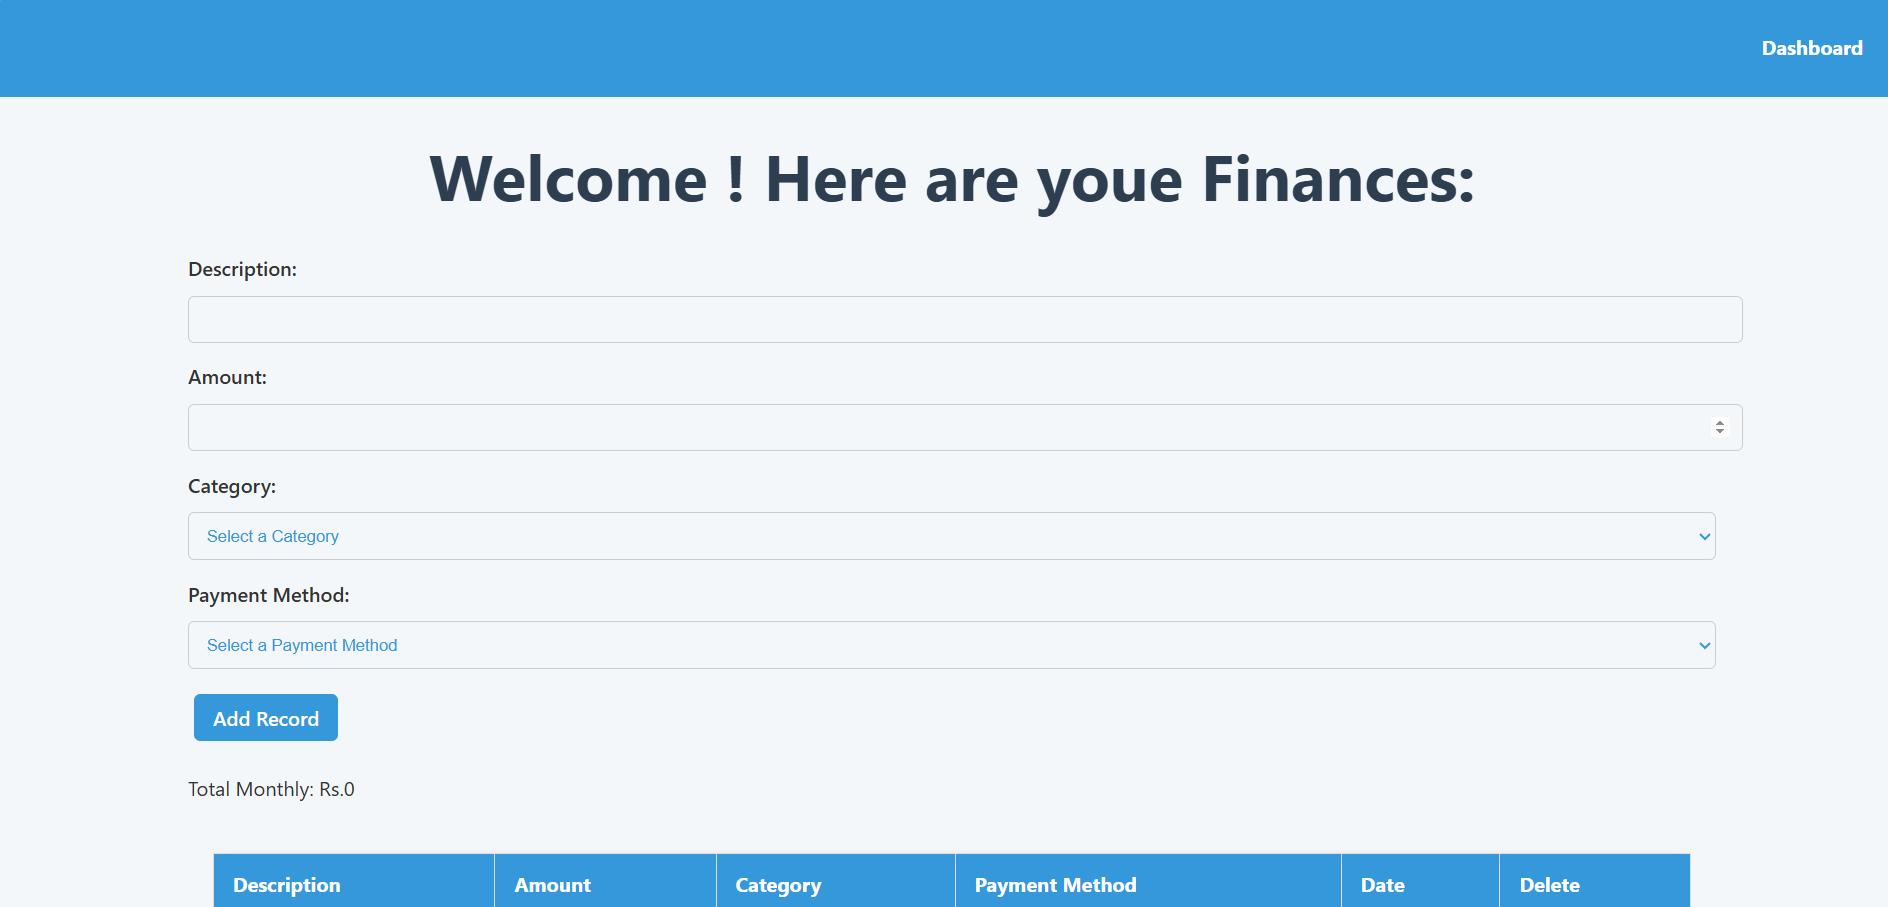 Dashboard
Welcome ! Here are youe Finances:
Description:
Amount:
Category:
Select a Category
Payment Method:
Select a Payment Method
Add Record
Total Monthly: Rs.0
Description Amount Category Payment Method Date Delete